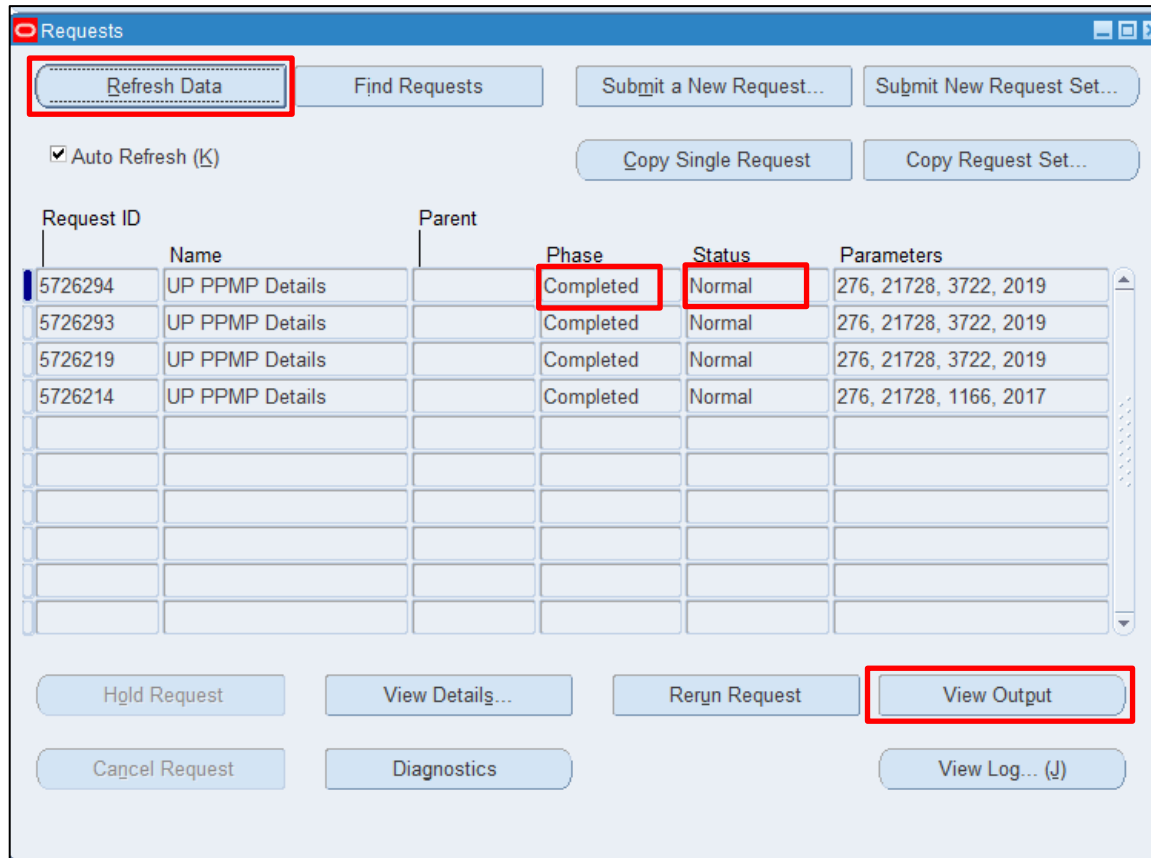 Requests
Refresh Data Find Requests Submit a New Request... Submit New Request Set...
Auto Refresh (K) Copy Single Request Copy Request Set...
Request ID Parent
Name Phase Status Parameters
5726294 UP PPMP Details Completed Normal 276, 21728, 3722, 2019
5726293 UP PPMP Details Completed Normal 276, 21728, 3722, 2019
5726219 UP PPMP Details Completed Normal 276, 21728, 3722, 2019
5726214 UP PPMP Details Completed Normal 276, 21728, 1166, 2017
Hold Request View Details... Rerun Request View Output
Cancel Request Diagnostics View Log... (J)